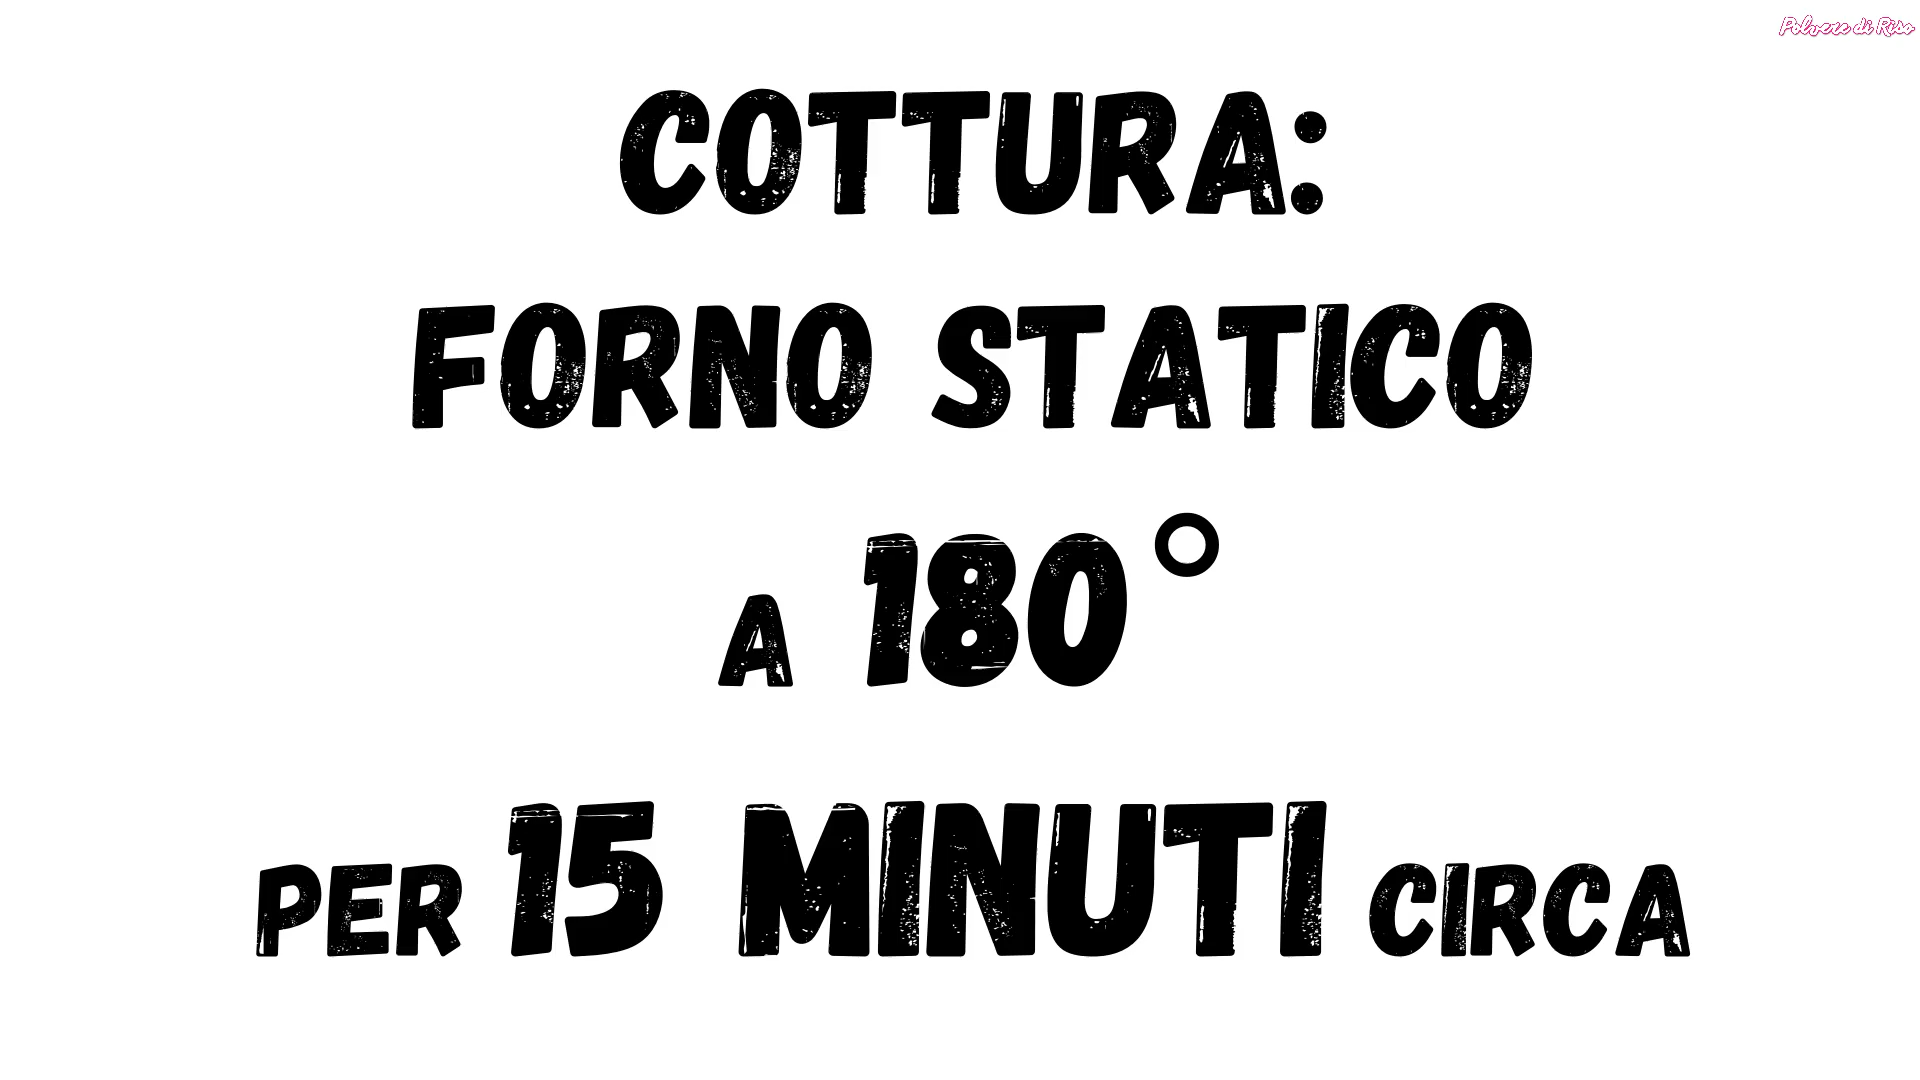 Polvere di Riso
COTTURA:
FORNO STATICO
A 180°
PER 15 MINUTI CIRCA